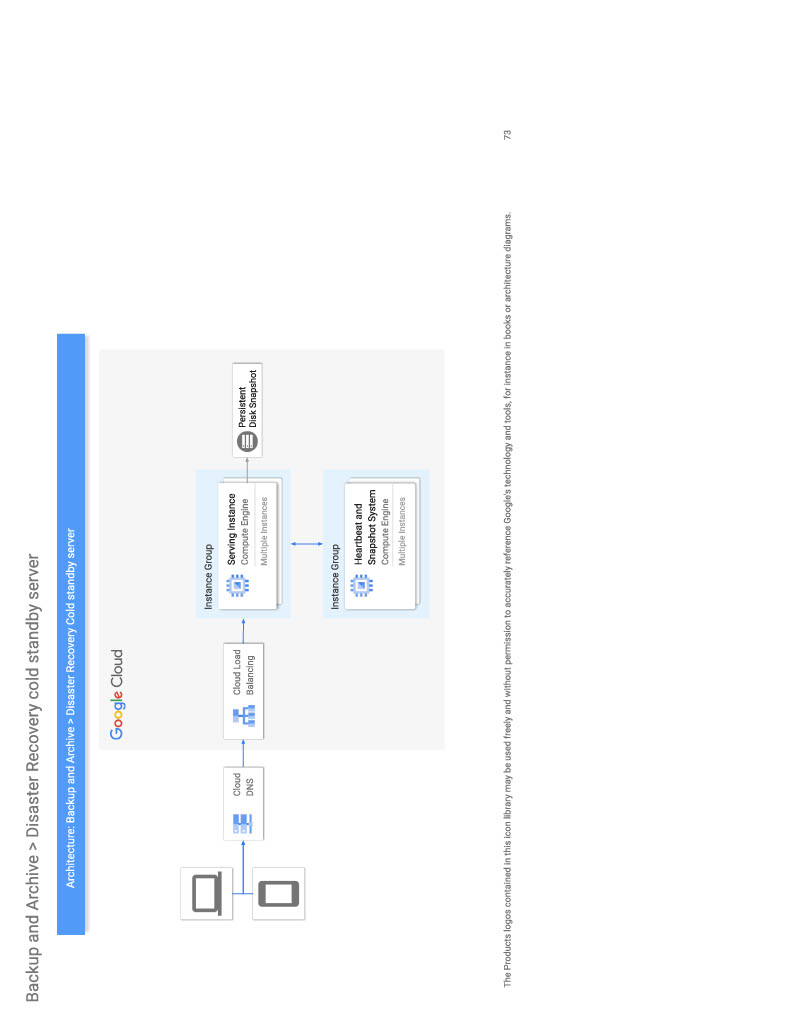 Backup and Archive > Disaster Recovery cold standby server
Architecture: Backup and Archive > Disaster Recovery Cold standby server
Google Cloud
Cloud
DNS
Cloud Load
Balancing
Instance Group
Serving Instance
Compute Engine
Multiple Instances
Persistent
Disk Snapshot
Instance Group
Heartbeat and
Snapshot System
Compute Engine
Multiple Instances
The Products logos contained in this icon library may be used freely and without permission to accurately reference Google's technology and tools, for instance in books or architecture diagrams.
73